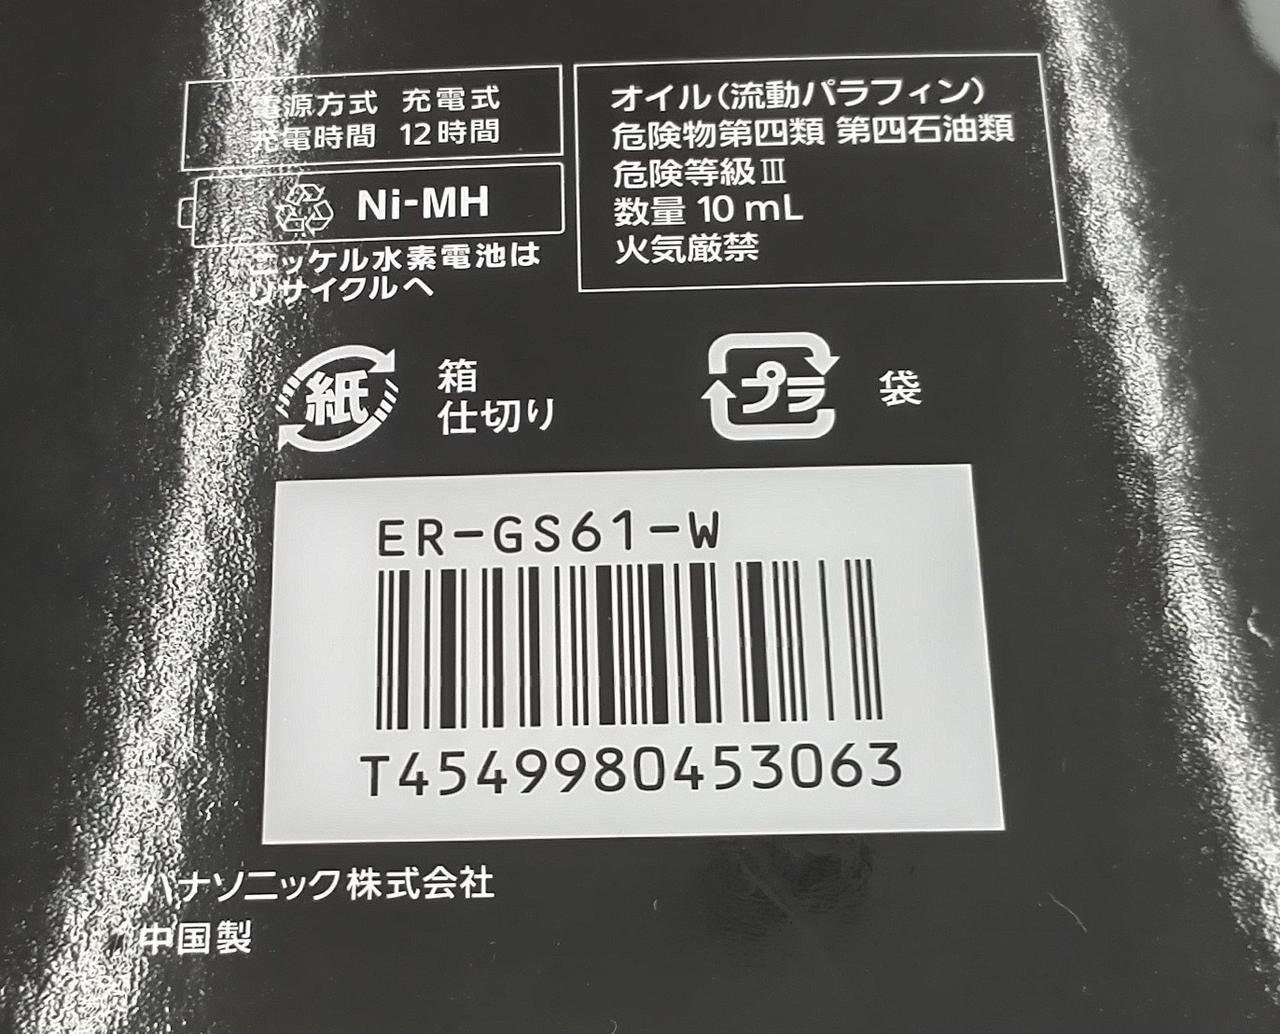 電源方式 充電式
充電時間 12時間
Ni-MH
ニッケル水素電池は
リサイクルへ
オイル(流動パラフィン)
危険物第四類 第四石油類
危険等級Ⅲ
数量 10 mL
火気厳禁
紙
箱
仕切り
プラ
袋
ER-GS61-W
T4549980453063
パナソニック株式会社
中国製